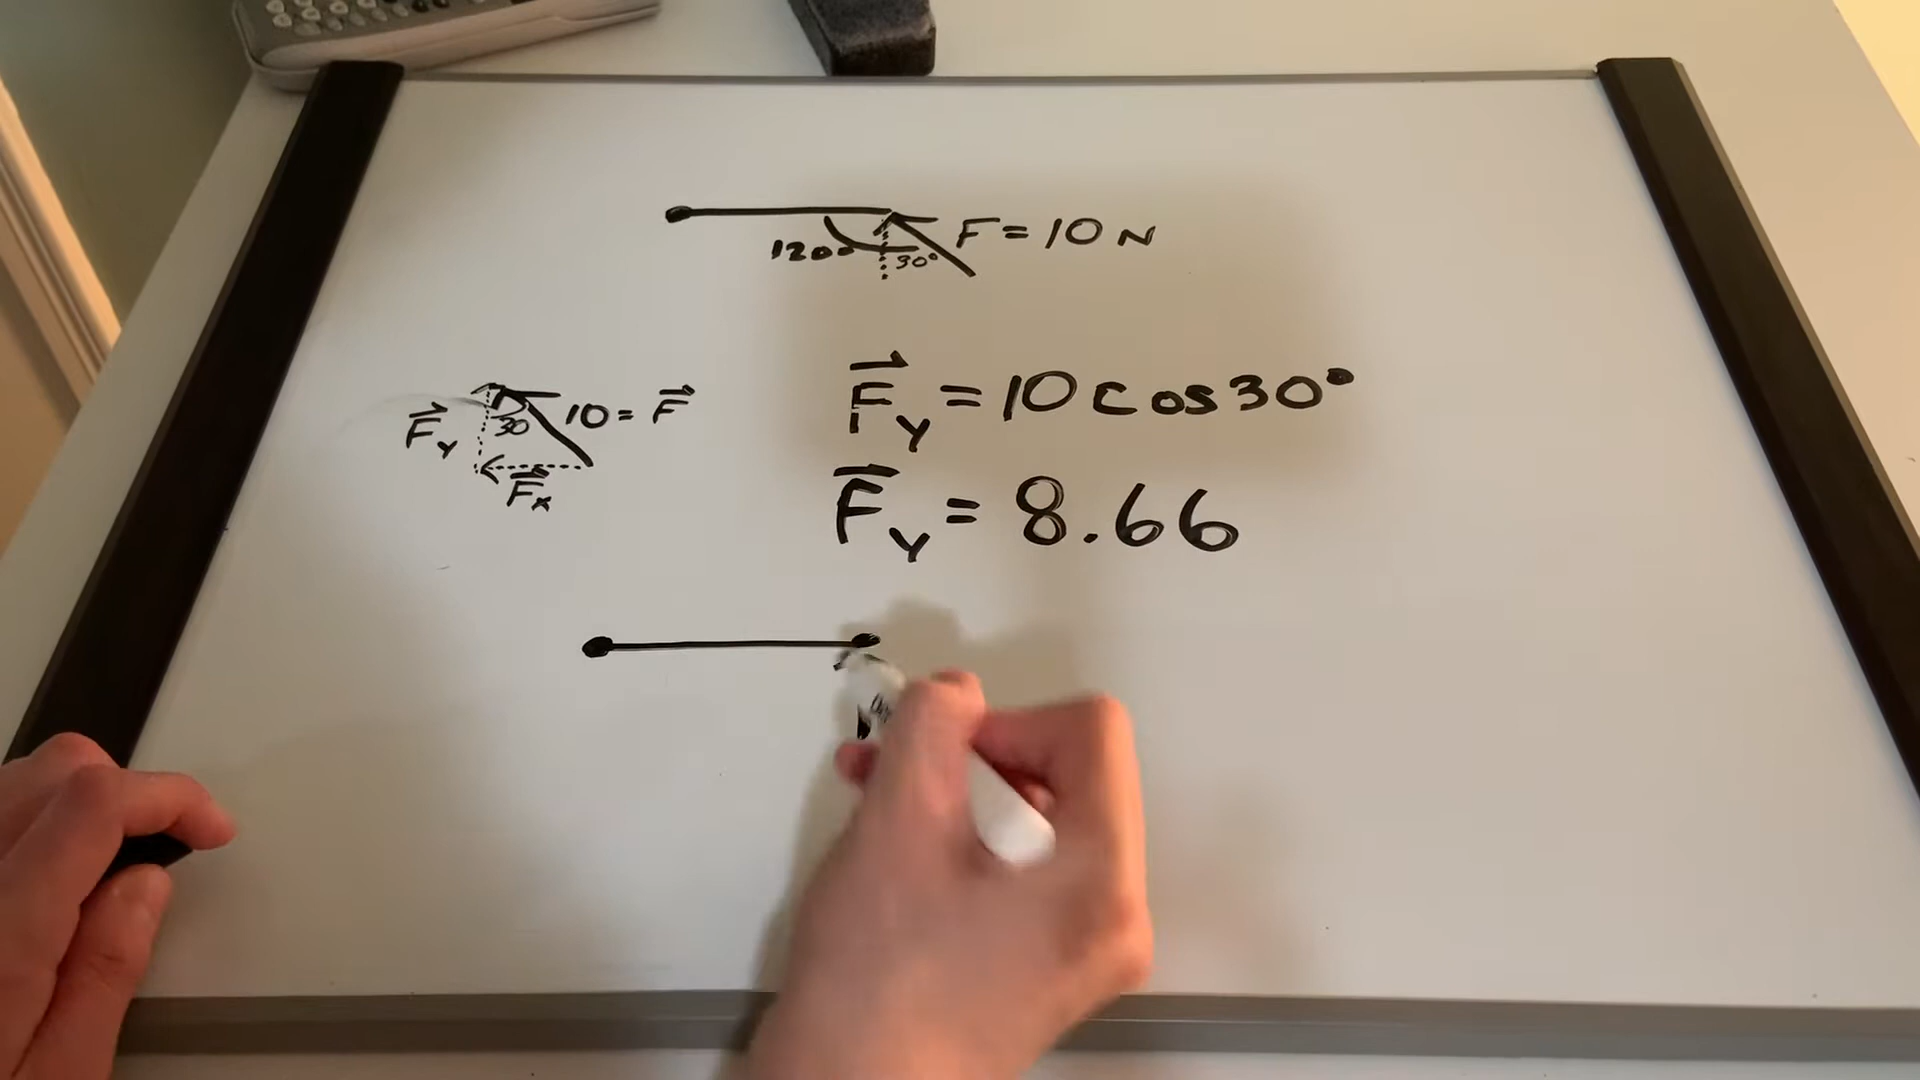 F = 10 N
120°
30°
F⃗y = 10 cos 30°
F⃗y
30
10 = F⃗
F⃗x
F⃗y = 8.66